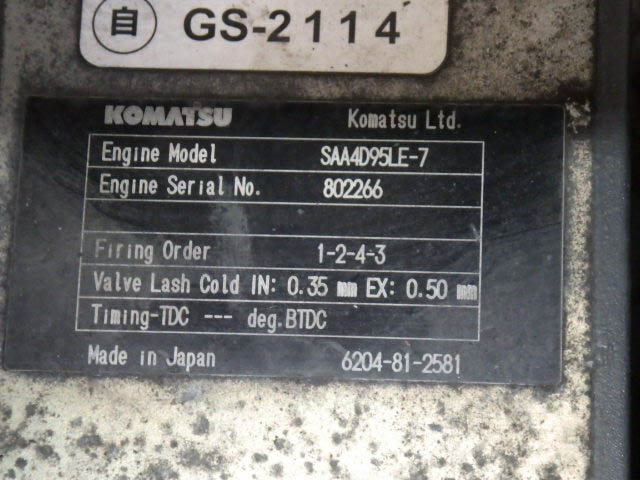 自 GS-2114
KOMATSU Komatsu Ltd.
Engine Model SAA4D95LE-7
Engine Serial No. 802266
Firing Order 1-2-4-3
Valve Lash Cold IN: 0.35 mm EX: 0.50 mm
Timing-TDC --- deg.BTDC
Made in Japan 6204-81-2581